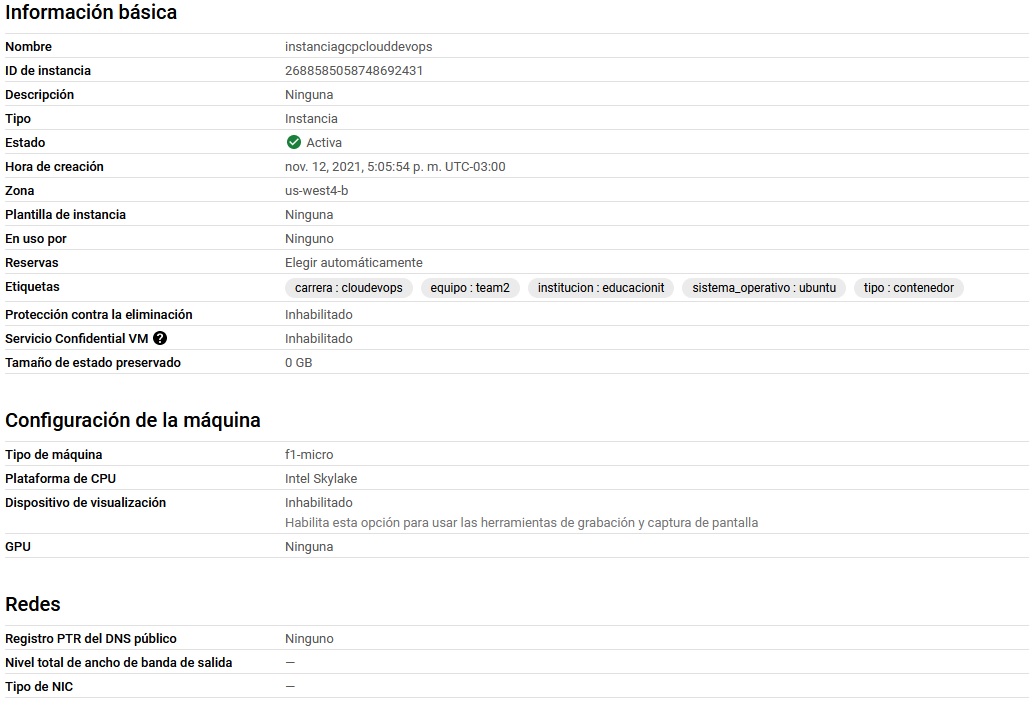 Información básica
Nombre instanciagcpclouddevops
ID de instancia 2688585058748692431
Descripción Ninguna
Tipo Instancia
Estado Activa
Hora de creación nov. 12, 2021, 5:05:54 p. m. UTC-03:00
Zona us-west4-b
Plantilla de instancia Ninguna
En uso por Ninguno
Reservas Elegir automáticamente
Etiquetas carrera : cloudevops equipo : team2 institucion : educacionit sistema_operativo : ubuntu tipo : contenedor
Protección contra la eliminación Inhabilitado
Servicio Confidential VM ? Inhabilitado
Tamaño de estado preservado 0 GB
Configuración de la máquina
Tipo de máquina f1-micro
Plataforma de CPU Intel Skylake
Dispositivo de visualización Inhabilitado
Habilita esta opción para usar las herramientas de grabación y captura de pantalla
GPU Ninguna
Redes
Registro PTR del DNS público Ninguno
Nivel total de ancho de banda de salida —
Tipo de NIC —